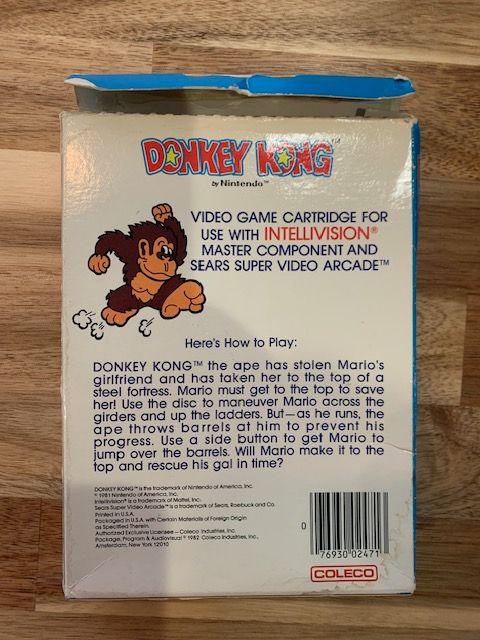 DONKEY KONG™
by Nintendo™
VIDEO GAME CARTRIDGE FOR
USE WITH INTELLIVISION®
MASTER COMPONENT AND
SEARS SUPER VIDEO ARCADE™
Here's How to Play:
DONKEY KONG™ the ape has stolen Mario's
girlfriend and has taken her to the top of a
steel fortress. Mario must get to the top to save
her! Use the disc to maneuver Mario across the
girders and up the ladders. But—as he runs, the
ape throws barrels at him to prevent his
progress. Use a side button to get Mario to
jump over the barrels. Will Mario make it to the
top and rescue his gal in time?
DONKEY KONG™ is the trademark of Nintendo of America, Inc.
© 1981 Nintendo of America, Inc.
Intellivision® is a trademark of Mattel, Inc.
Sears Super Video Arcade™ is a trademark of Sears, Roebuck and Co.
Printed in U.S.A.
Packaged in U.S.A. with Certain Materials of Foreign Origin
as Specified Therein.
Authorized Exclusive Licensee—Coleco Industries, Inc.
Package, Program & Audiovisual © 1982 Coleco Industries, Inc.,
Amsterdam, New York 12010
0 76930 02471
COLECO